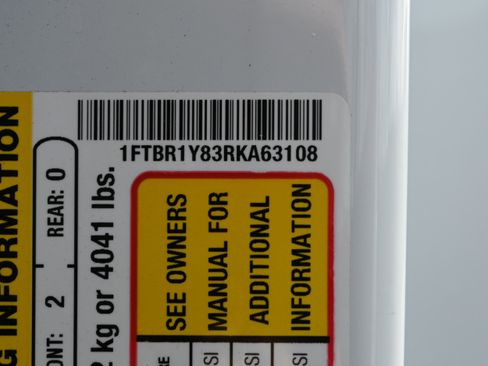 1FTBR1Y83RKA63108
G INFORMATION
ONT: 2 REAR: 0
2 kg or 4041 lbs.
SEE OWNERS
MANUAL FOR
ADDITIONAL
INFORMATION
RE
SI
SI
SI